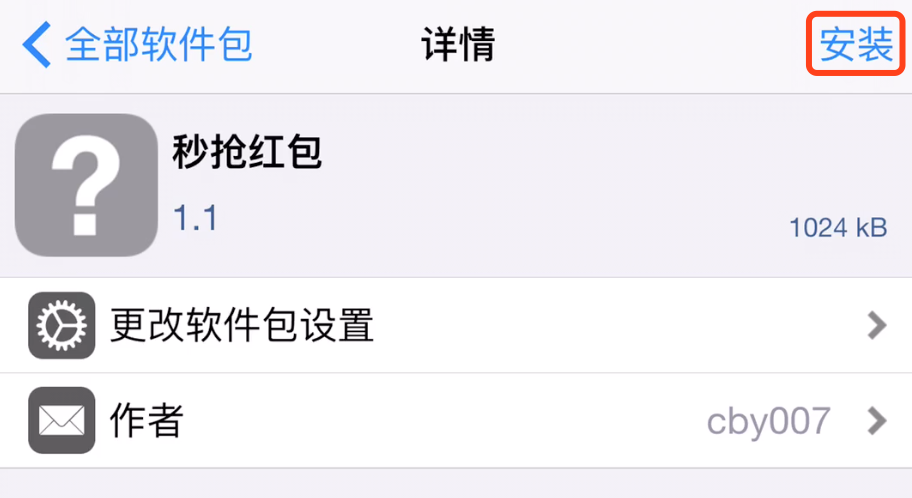 全部软件包
详情
安装
秒抢红包
1.1
1024 kB
更改软件包设置
作者
cby007